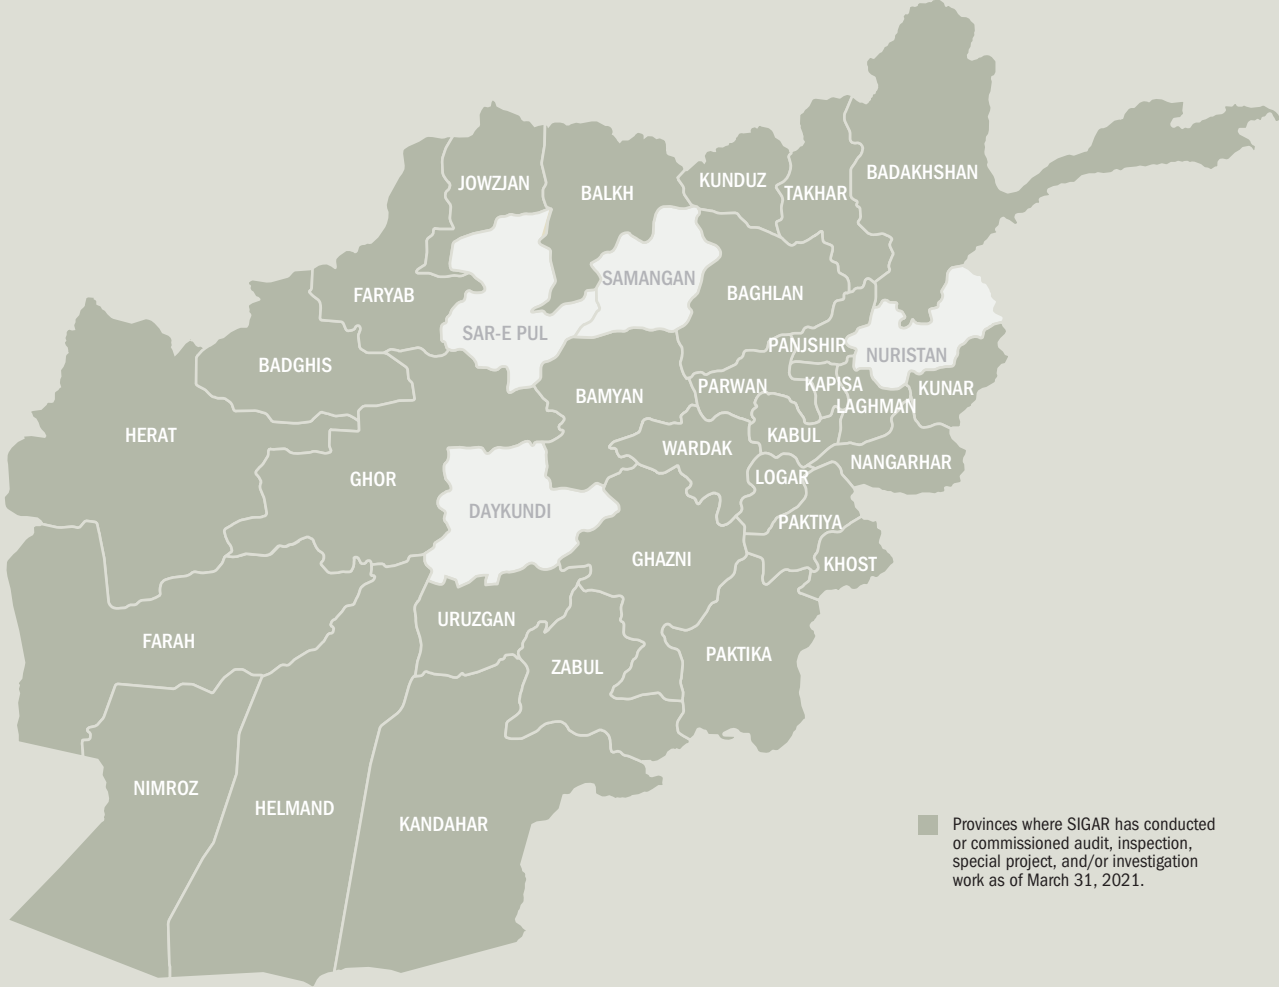 BADAKHSHAN
JOWZJAN
BALKH
KUNDUZ
TAKHAR
SAMANGAN
BAGHLAN
FARYAB
SAR-E PUL
PANJSHIR
NURISTAN
BADGHIS
BAMYAN
PARWAN
KAPISA
KUNAR
LAGHMAN
HERAT
WARDAK
KABUL
NANGARHAR
GHOR
LOGAR
DAYKUNDI
PAKTIYA
GHAZNI
KHOST
URUZGAN
FARAH
ZABUL
PAKTIKA
NIMROZ
HELMAND
KANDAHAR
Provinces where SIGAR has conducted
or commissioned audit, inspection,
special project, and/or investigation
work as of March 31, 2021.